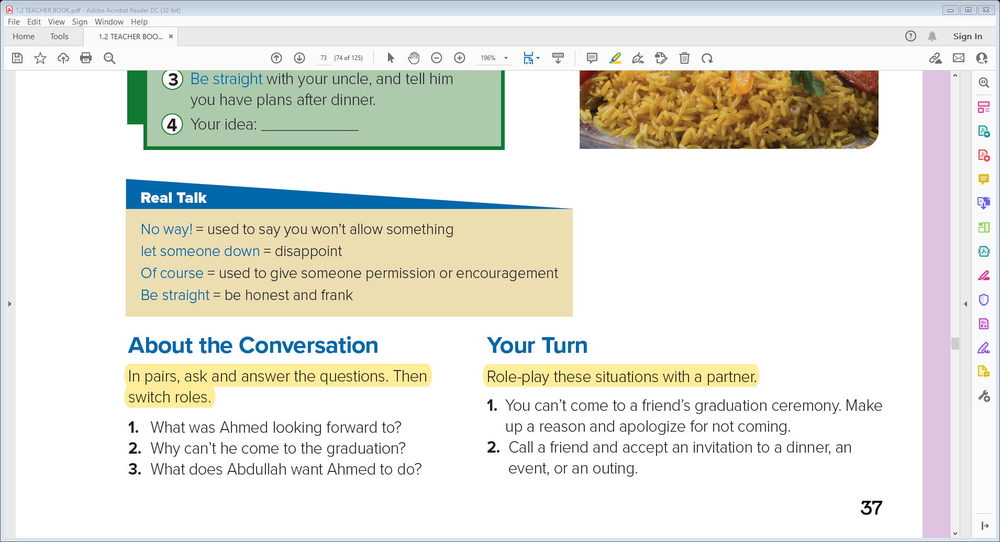 1.2 TEACHER BOOK.pdf - Adobe Acrobat Reader DC (32-bit)
File Edit View Sign Window Help
Home Tools 1.2 TEACHER BOO... × Sign In
73 (74 of 125) 196%
3 Be straight with your uncle, and tell him
you have plans after dinner.
4 Your idea: ______________
Real Talk
No way! = used to say you won't allow something
let someone down = disappoint
Of course = used to give someone permission or encouragement
Be straight = be honest and frank
About the Conversation
In pairs, ask and answer the questions. Then
switch roles.
1. What was Ahmed looking forward to?
2. Why can't he come to the graduation?
3. What does Abdullah want Ahmed to do?
Your Turn
Role-play these situations with a partner.
1. You can't come to a friend's graduation ceremony. Make
up a reason and apologize for not coming.
2. Call a friend and accept an invitation to a dinner, an
event, or an outing.
37